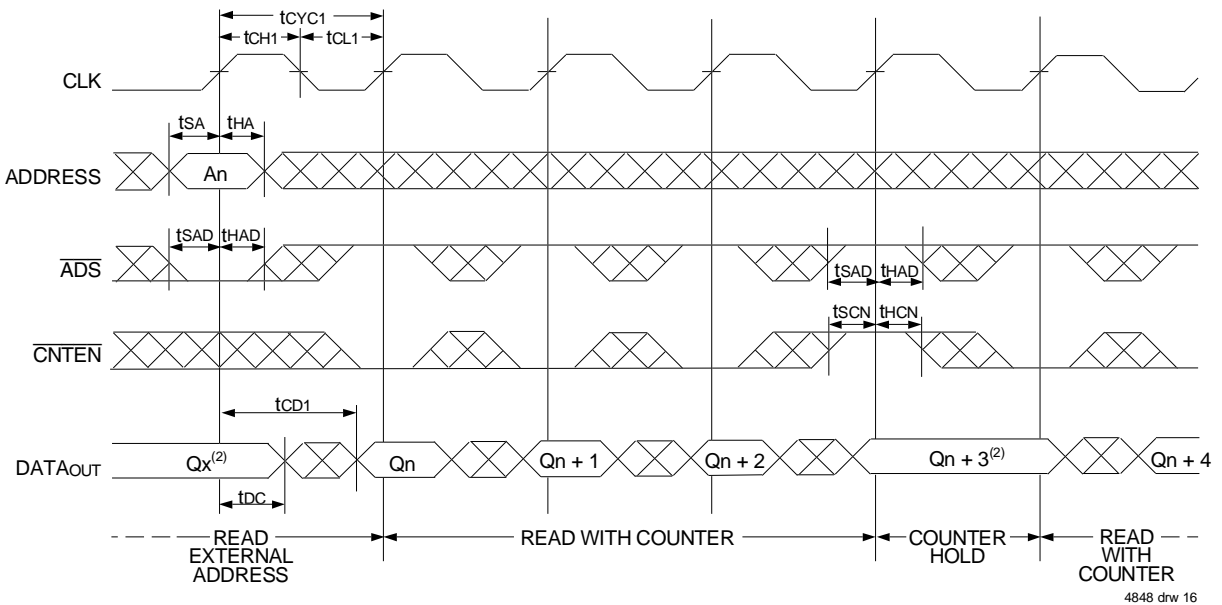 tCYC1
tCH1
tCL1
CLK
tSA
tHA
ADDRESS
An
tSAD
tHAD
ADS
tSAD
tHAD
tSCN
tHCN
CNTEN
tCD1
DATAOUT
Qx(2)
Qn
Qn + 1
Qn + 2
Qn + 3(2)
Qn + 4
tDC
READ
EXTERNAL
ADDRESS
READ WITH COUNTER
COUNTER
HOLD
READ
WITH
COUNTER
4848 drw 16